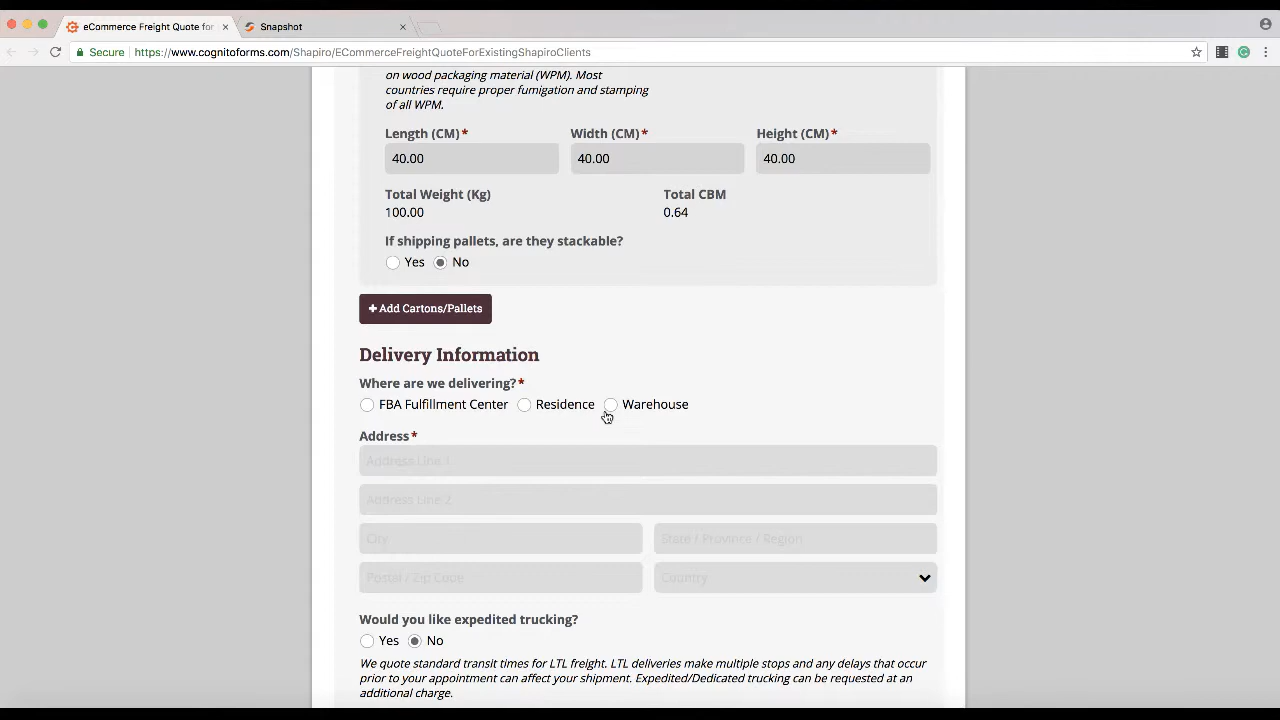 eCommerce Freight Quote for
Snapshot
Secure https://www.cognitoforms.com/Shapiro/ECommerceFreightQuoteForExistingShapiroClients
on wood packaging material (WPM). Most
countries require proper fumigation and stamping
of all WPM.
Length (CM)* Width (CM)* Height (CM)*
40.00 40.00 40.00
Total Weight (Kg) Total CBM
100.00 0.64
If shipping pallets, are they stackable?
Yes No
+ Add Cartons/Pallets
Delivery Information
Where are we delivering?*
FBA Fulfillment Center Residence Warehouse
Address*
Address Line 1
Address Line 2
City State / Province / Region
Postal / Zip Code Country
Would you like expedited trucking?
Yes No
We quote standard transit times for LTL freight. LTL deliveries make multiple stops and any delays that occur
prior to your appointment can affect your shipment. Expedited/Dedicated trucking can be requested at an
additional charge.